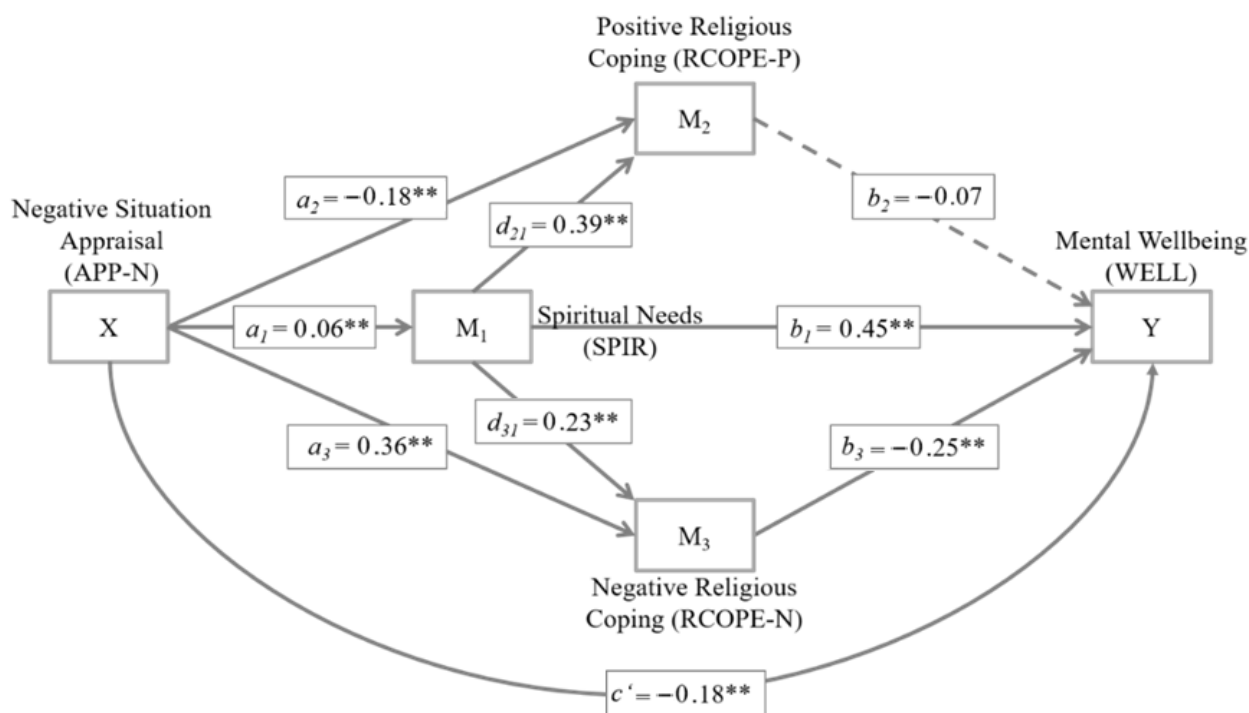 Positive Religious
Coping (RCOPE-P)
M₂
a₂ = −0.18**
b₂ = −0.07
Negative Situation
Appraisal
(APP-N)
d₂₁ = 0.39**
Mental Wellbeing
(WELL)
X
a₁ = 0.06**
M₁
Spiritual Needs
(SPIR)
b₁ = 0.45**
Y
d₃₁ = 0.23**
a₃ = 0.36**
b₃ = −0.25**
M₃
Negative Religious
Coping (RCOPE-N)
c‘ = −0.18**